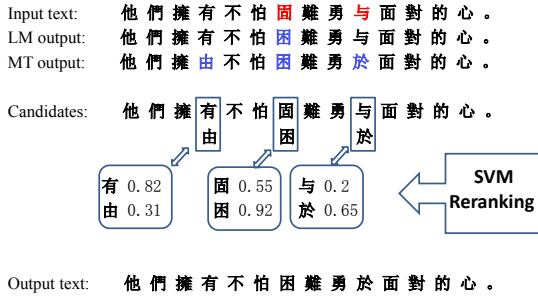 Input text: 他 們 擁 有 不 怕 固 難 勇 与 面 對 的 心 。
LM output: 他 們 擁 有 不 怕 困 難 勇 与 面 對 的 心 。
MT output: 他 們 擁 由 不 怕 困 難 勇 於 面 對 的 心 。
Candidates: 他 們 擁 有 不 怕 固 難 勇 与 面 對 的 心 。
由 困 於
有 0.82 固 0.55 与 0.2
由 0.31 困 0.92 於 0.65
SVM
Reranking
Output text: 他 們 擁 有 不 怕 困 難 勇 於 面 對 的 心 。